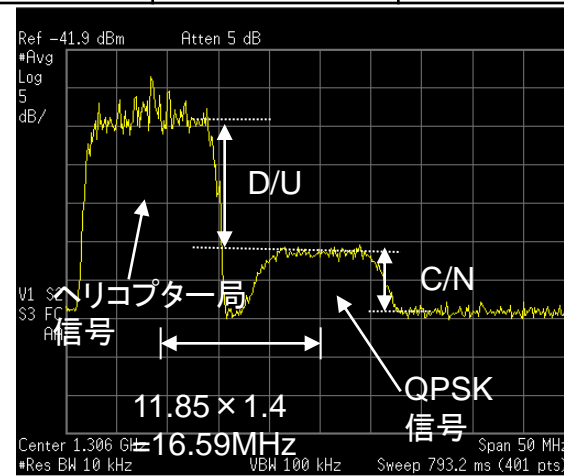 Ref -41.9 dBm Atten 5 dB
#Avg
Log
5
dB/
D/U
C/N
V1
ヘリコプター局
S3
信号
11.85×1.4
=16.59MHz
QPSK
信号
Center 1.306 GHz Span 50 MHz
#Res BW 10 kHz VBW 100 kHz Sweep 793.2 ms (401 pts)